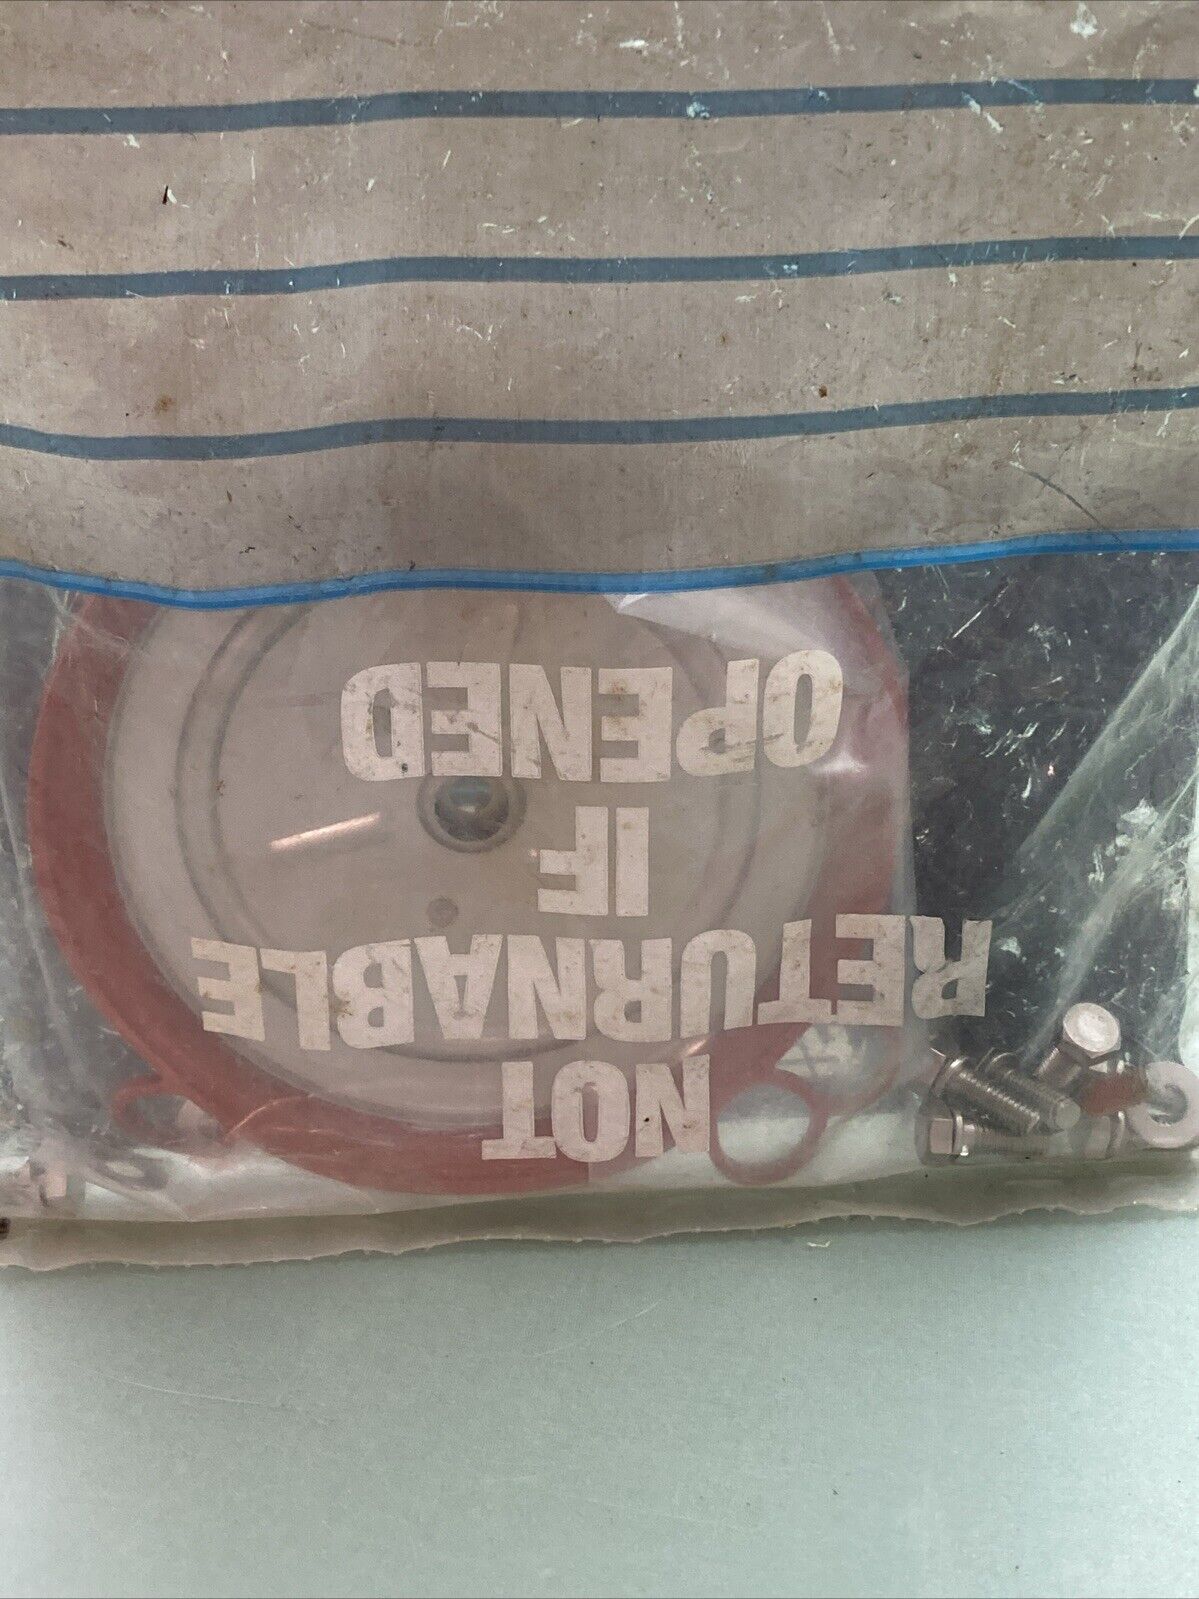 NOT
RETURNABLE
IF
OPENED